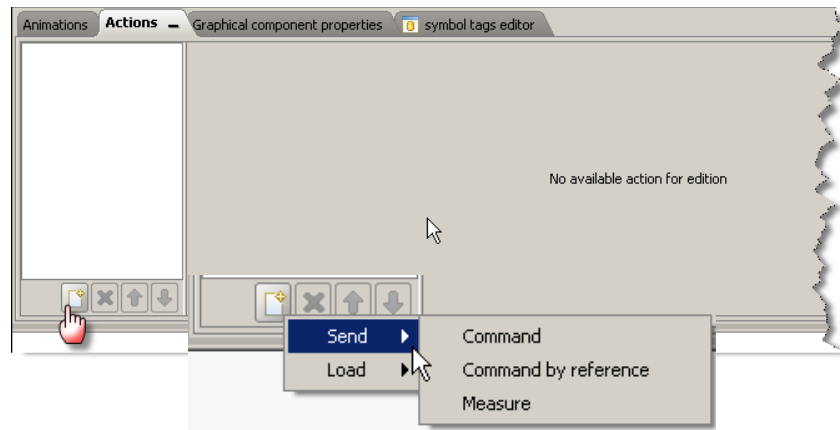 Animations Actions Graphical component properties symbol tags editor
No available action for edition
Send Command
Load Command by reference
Measure